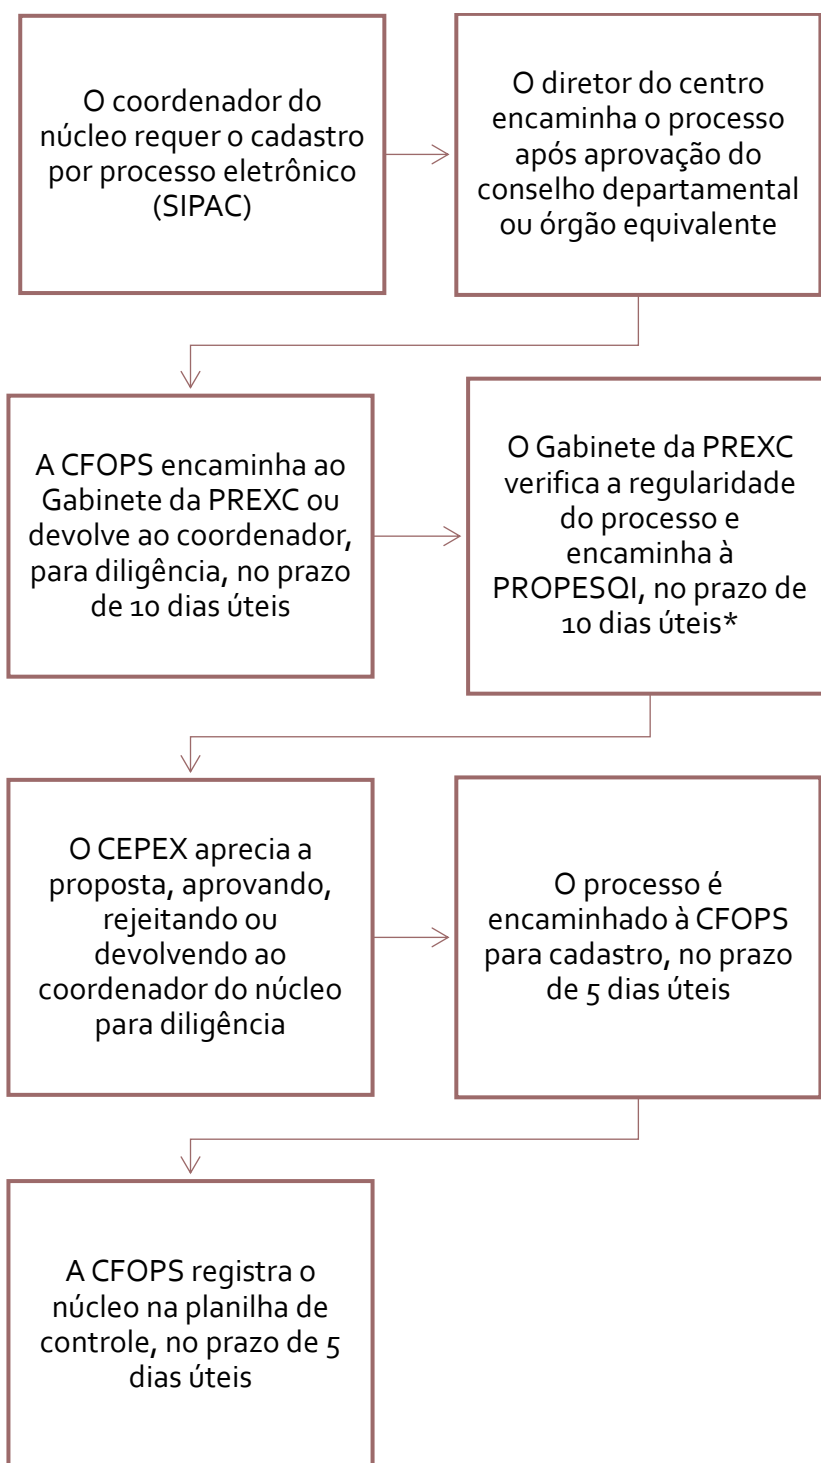 O coordenador do
núcleo requer o cadastro
por processo eletrônico
(SIPAC)
O diretor do centro
encaminha o processo
após aprovação do
conselho departamental
ou órgão equivalente
A CFOPS encaminha ao
Gabinete da PREXC ou
devolve ao coordenador,
para diligência, no prazo
de 10 dias úteis
O Gabinete da PREXC
verifica a regularidade
do processo e
encaminha à
PROPESQI, no prazo de
10 dias úteis*
O CEPEX aprecia a
proposta, aprovando,
rejeitando ou
devolvendo ao
coordenador do núcleo
para diligência
O processo é
encaminhado à CFOPS
para cadastro, no prazo
de 5 dias úteis
A CFOPS registra o
núcleo na planilha de
controle, no prazo de 5
dias úteis